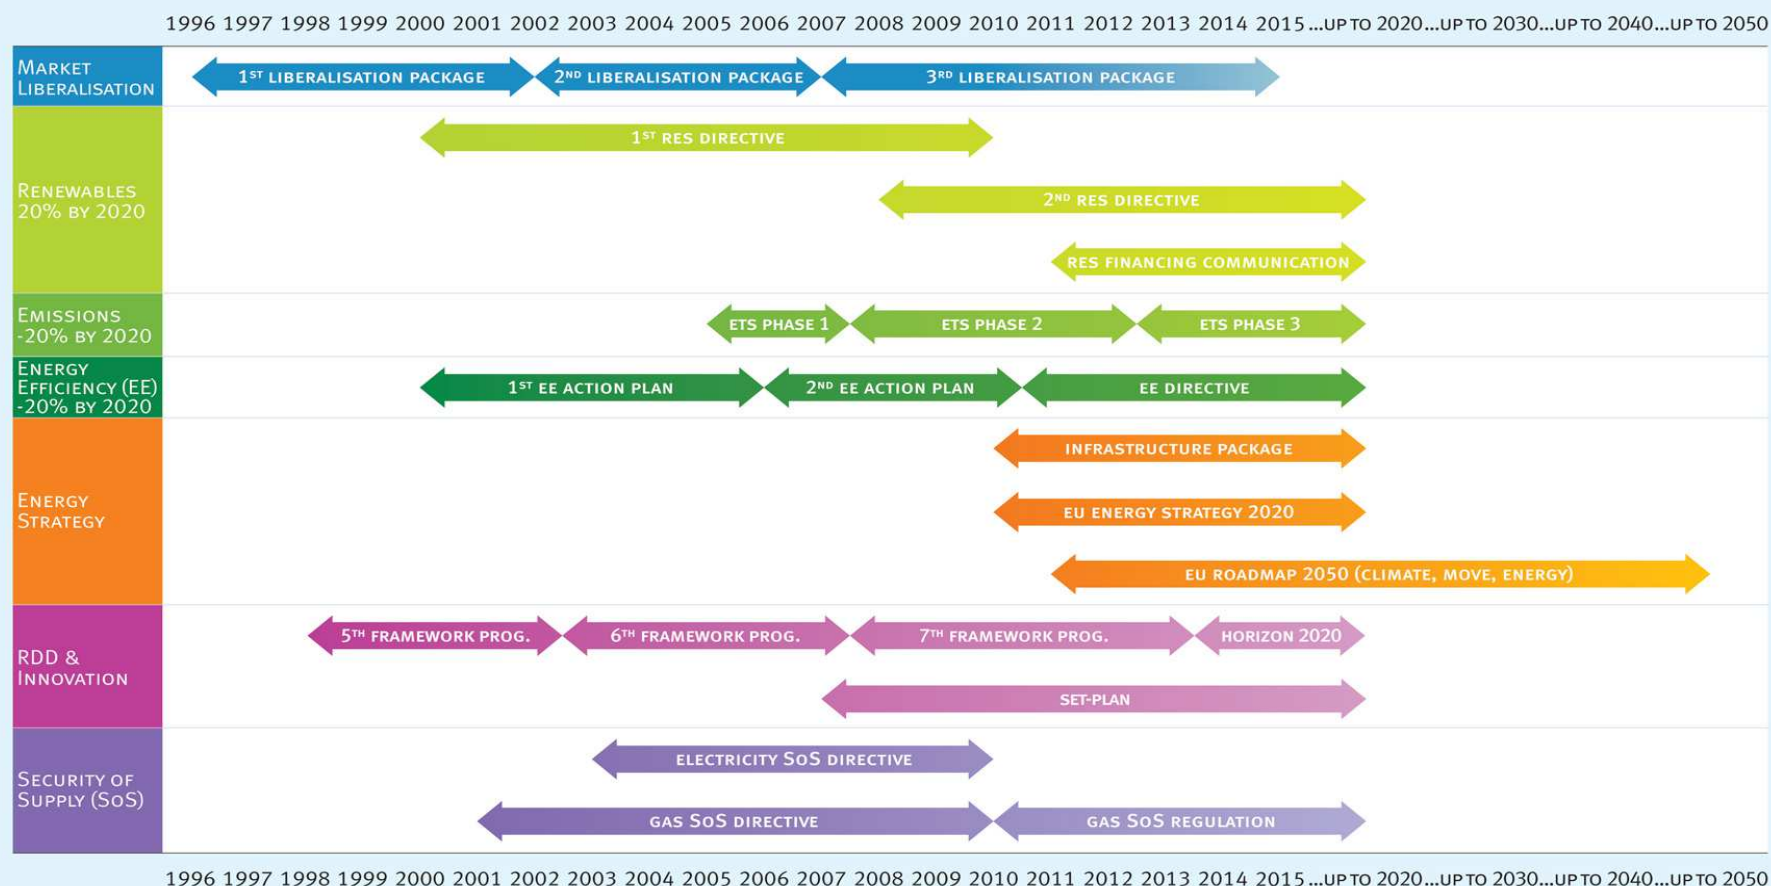 1996 1997 1998 1999 2000 2001 2002 2003 2004 2005 2006 2007 2008 2009 2010 2011 2012 2013 2014 2015 ...UP TO 2020...UP TO 2030...UP TO 2040...UP TO 2050
MARKET
LIBERALISATION
1ST LIBERALISATION PACKAGE
2ND LIBERALISATION PACKAGE
3RD LIBERALISATION PACKAGE
RENEWABLES
20% BY 2020
1ST RES DIRECTIVE
2ND RES DIRECTIVE
RES FINANCING COMMUNICATION
EMISSIONS
-20% BY 2020
ETS PHASE 1
ETS PHASE 2
ETS PHASE 3
ENERGY
EFFICIENCY (EE)
-20% BY 2020
1ST EE ACTION PLAN
2ND EE ACTION PLAN
EE DIRECTIVE
ENERGY
STRATEGY
INFRASTRUCTURE PACKAGE
EU ENERGY STRATEGY 2020
EU ROADMAP 2050 (CLIMATE, MOVE, ENERGY)
RDD &
INNOVATION
5TH FRAMEWORK PROG.
6TH FRAMEWORK PROG.
7TH FRAMEWORK PROG.
HORIZON 2020
SET-PLAN
SECURITY OF
SUPPLY (SoS)
ELECTRICITY SoS DIRECTIVE
GAS SoS DIRECTIVE
GAS SoS REGULATION
1996 1997 1998 1999 2000 2001 2002 2003 2004 2005 2006 2007 2008 2009 2010 2011 2012 2013 2014 2015 ...UP TO 2020...UP TO 2030...UP TO 2040...UP TO 2050